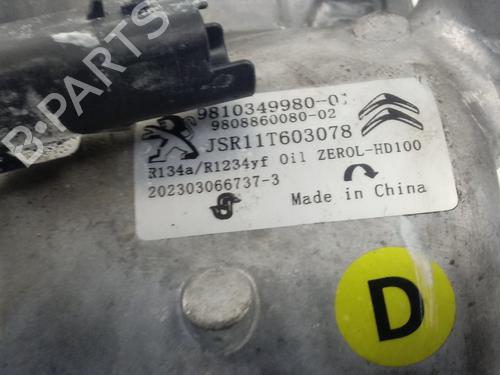 9810349980-0
9808860080-02
JSR11T603078
R134a/R1234yf Oil ZEROL-HD100
202303066737-3
Made in China
D
B-PARTS